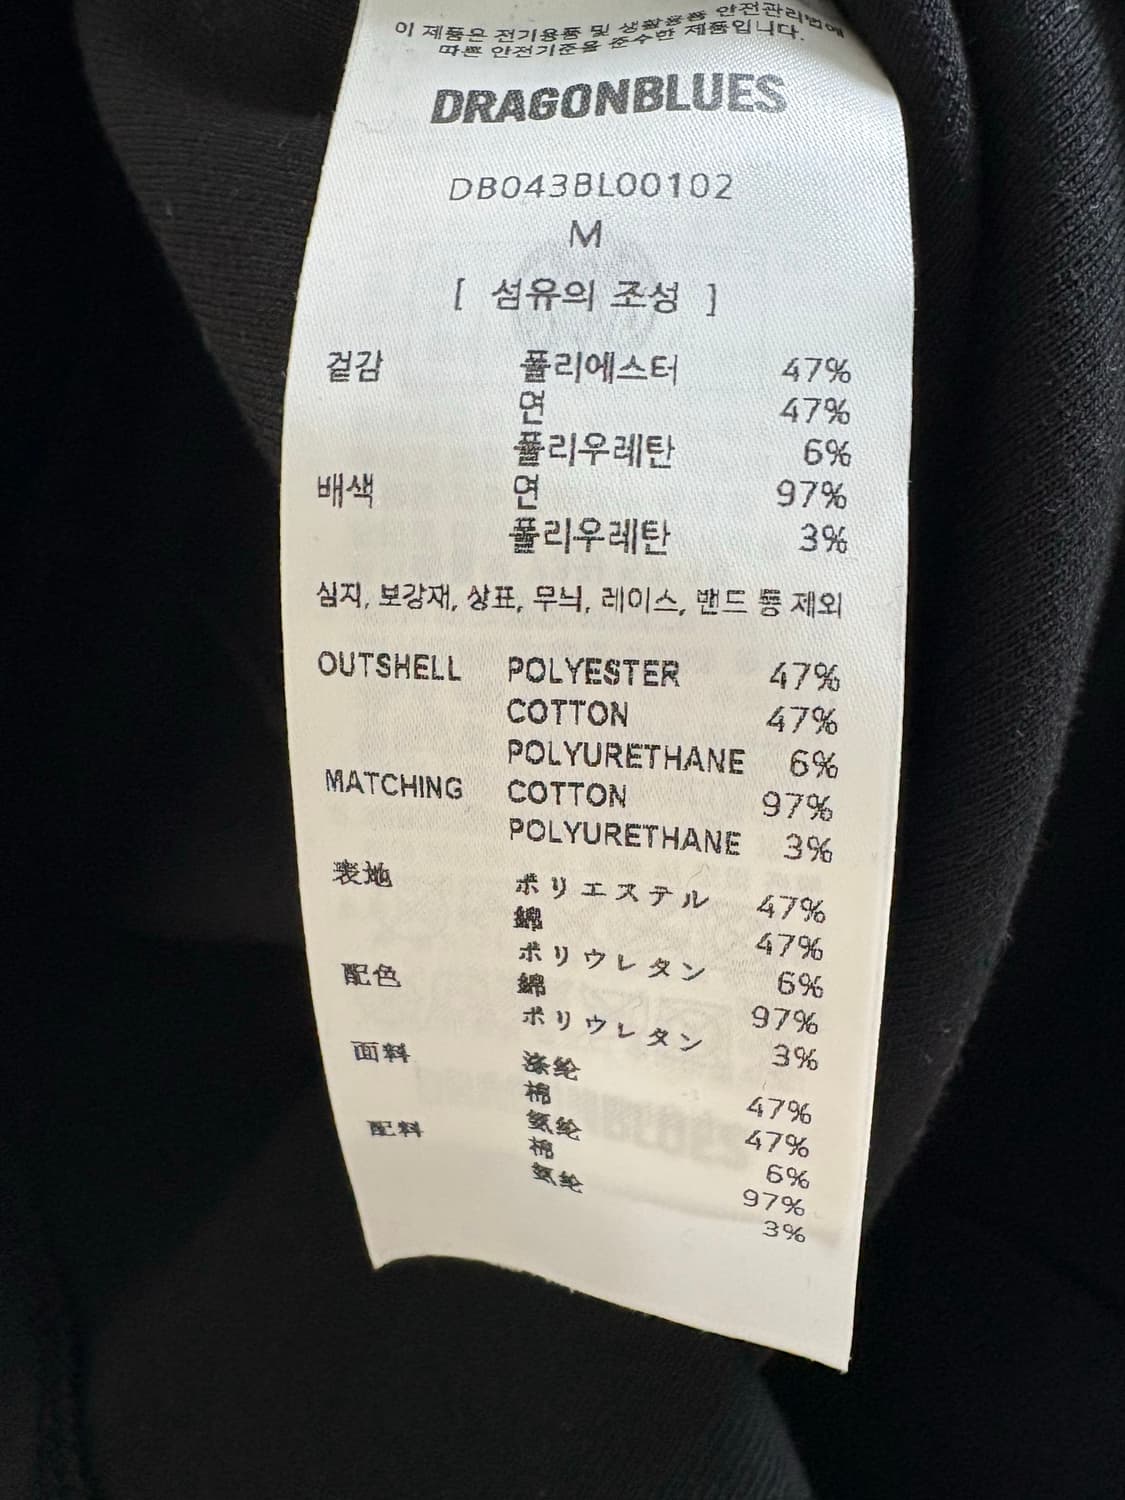 이 제품은 전기용품 및 생활용품 안전관리법에
따른 안전기준을 준수한 제품입니다.
DRAGONBLUES
DB043BL00102
M
[ 섬유의 조성 ]
겉감 폴리에스터 47%
면 47%
폴리우레탄 6%
배색 면 97%
폴리우레탄 3%
심지, 보강재, 상표, 무늬, 레이스, 밴드 등 제외
OUTSHELL POLYESTER 47%
COTTON 47%
POLYURETHANE 6%
MATCHING COTTON 97%
POLYURETHANE 3%
表地 ポリエステル 47%
綿 47%
ポリウレタン 6%
配色 綿 97%
ポリウレタン 3%
面料 涤纶 47%
棉 47%
氨纶 6%
配料 棉 97%
氨纶 3%